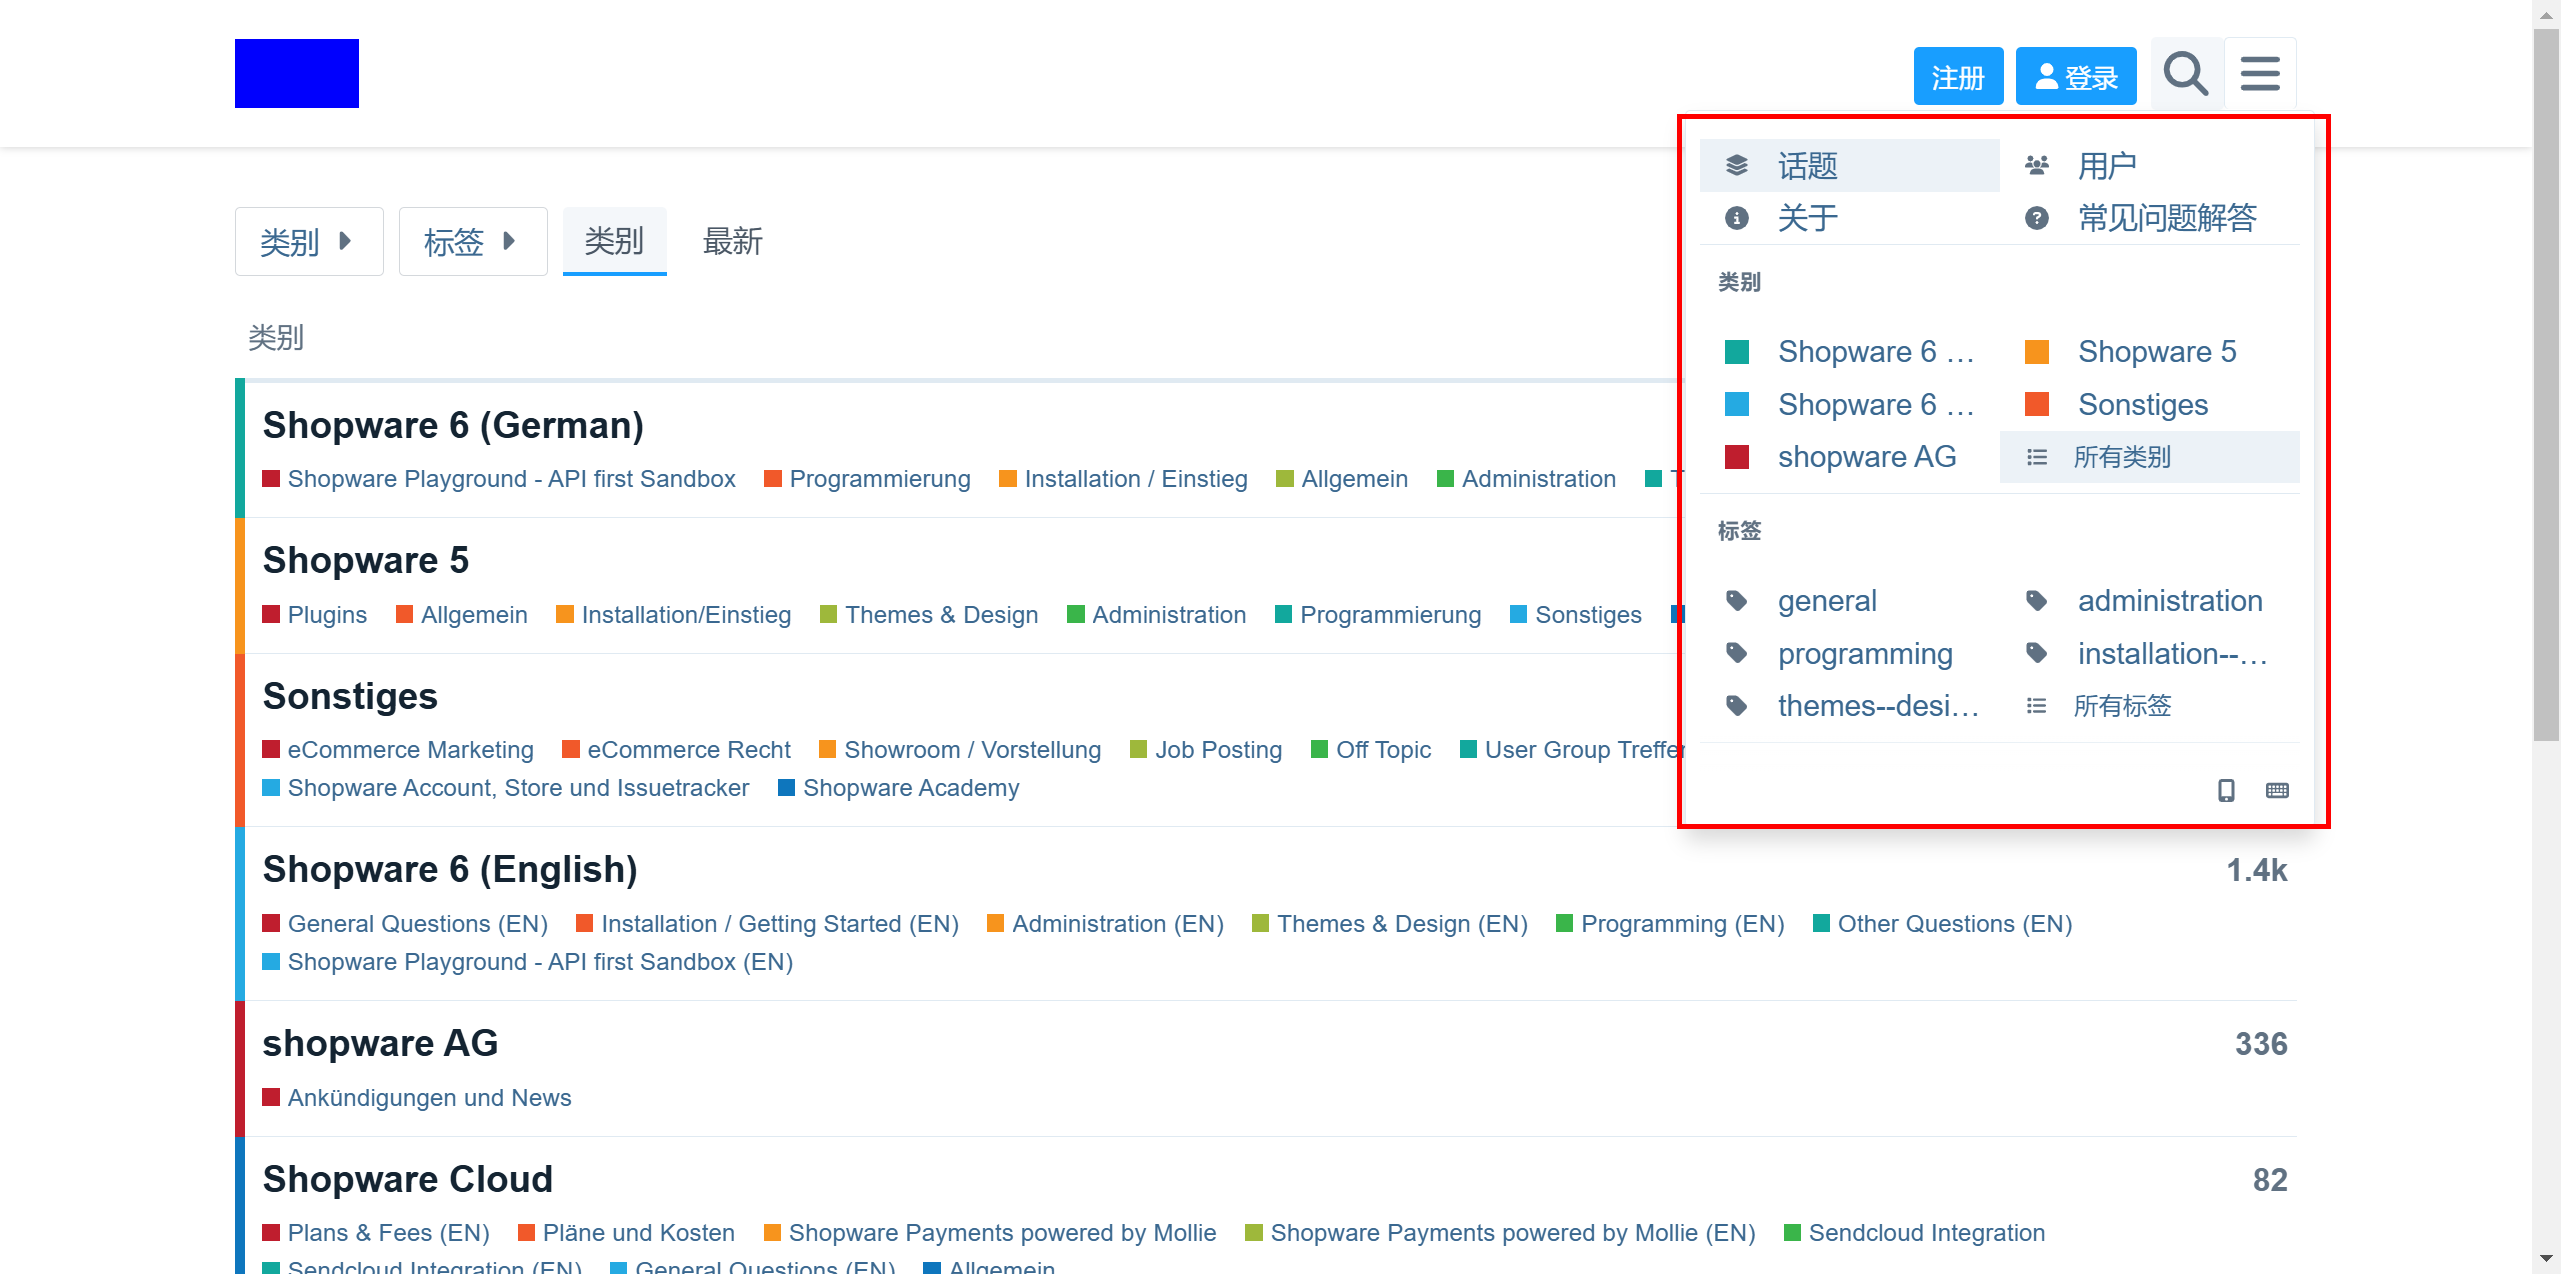 注册
登录
类别
标签
类别
最新
类别
Shopware 6 (German)
Shopware Playground - API first Sandbox Programmierung Installation / Einstieg Allgemein Administration
Shopware 5
Plugins Allgemein Installation/Einstieg Themes & Design Administration Programmierung Sonstiges
Sonstiges
eCommerce Marketing eCommerce Recht Showroom / Vorstellung Job Posting Off Topic User Group Treffen
Shopware Account, Store und Issuetracker Shopware Academy
Shopware 6 (English) 1.4k
General Questions (EN) Installation / Getting Started (EN) Administration (EN) Themes & Design (EN) Programming (EN) Other Questions (EN)
Shopware Playground - API first Sandbox (EN)
shopware AG 336
Ankündigungen und News
Shopware Cloud 82
Plans & Fees (EN) Pläne und Kosten Shopware Payments powered by Mollie Shopware Payments powered by Mollie (EN) Sendcloud Integration
Sendcloud Integration (EN) General Questions (EN) Allgemein
话题 用户
关于 常见问题解答
类别
Shopware 6 … Shopware 5
Shopware 6 … Sonstiges
shopware AG 所有类别
标签
general administration
programming installation--…
themes--desi… 所有标签